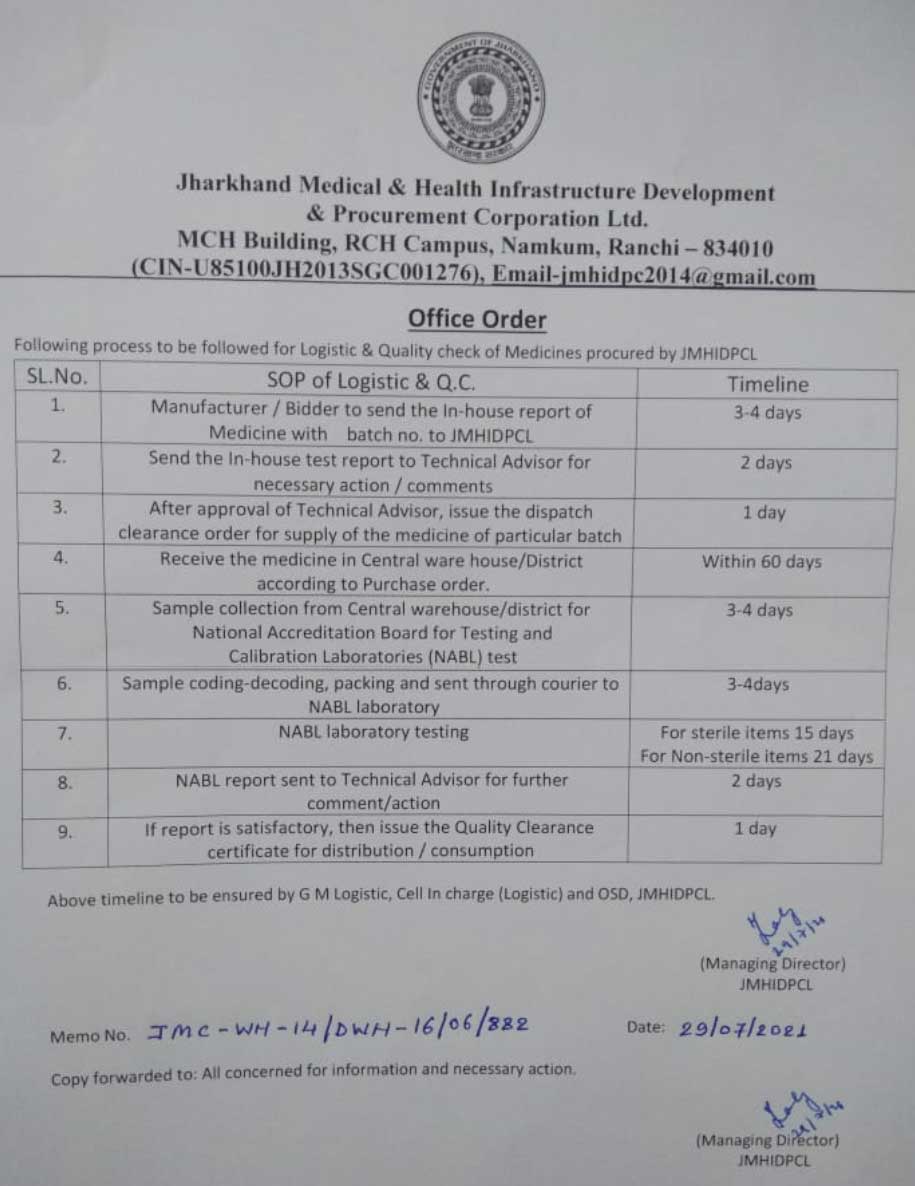 GOVERNMENT OF JHARKHAND
झारखण्ड सरकार
Jharkhand Medical & Health Infrastructure Development
& Procurement Corporation Ltd.
MCH Building, RCH Campus, Namkum, Ranchi – 834010
(CIN-U85100JH2013SGC001276), Email-jmhidpc2014@gmail.com
Office Order
Following process to be followed for Logistic & Quality check of Medicines procured by JMHIDPCL
SL.No. SOP of Logistic & Q.C. Timeline
1. Manufacturer / Bidder to send the In-house report of 3-4 days
Medicine with batch no. to JMHIDPCL
2. Send the In-house test report to Technical Advisor for 2 days
necessary action / comments
3. After approval of Technical Advisor, issue the dispatch 1 day
clearance order for supply of the medicine of particular batch
4. Receive the medicine in Central ware house/District Within 60 days
according to Purchase order.
5. Sample collection from Central warehouse/district for 3-4 days
National Accreditation Board for Testing and
Calibration Laboratories (NABL) test
6. Sample coding-decoding, packing and sent through courier to 3-4days
NABL laboratory
7. NABL laboratory testing For sterile items 15 days
For Non-sterile items 21 days
8. NABL report sent to Technical Advisor for further 2 days
comment/action
9. If report is satisfactory, then issue the Quality Clearance 1 day
certificate for distribution / consumption
Above timeline to be ensured by G M Logistic, Cell In charge (Logistic) and OSD, JMHIDPCL.
(Managing Director)
JMHIDPCL
Memo No. JMC-WH-14/DWH-16/06/882 Date: 29/07/2021
Copy forwarded to: All concerned for information and necessary action.
(Managing Director)
JMHIDPCL